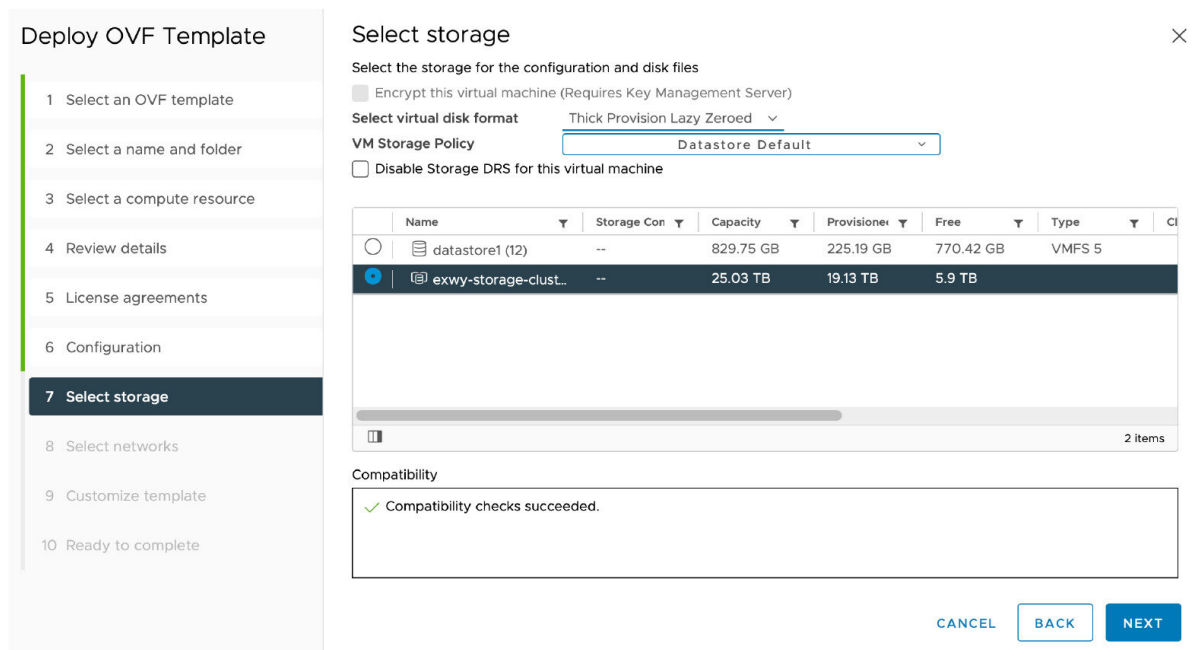 Deploy OVF Template
1 Select an OVF template
2 Select a name and folder
3 Select a compute resource
4 Review details
5 License agreements
6 Configuration
7 Select storage
8 Select networks
9 Customize template
10 Ready to complete
Select storage
Select the storage for the configuration and disk files
Encrypt this virtual machine (Requires Key Management Server)
Select virtual disk format Thick Provision Lazy Zeroed
VM Storage Policy Datastore Default
Disable Storage DRS for this virtual machine
Name Storage Con Capacity Provisione Free Type Cl
datastore1 (12) -- 829.75 GB 225.19 GB 770.42 GB VMFS 5
exwy-storage-clust... -- 25.03 TB 19.13 TB 5.9 TB
2 items
Compatibility
Compatibility checks succeeded.
CANCEL BACK NEXT